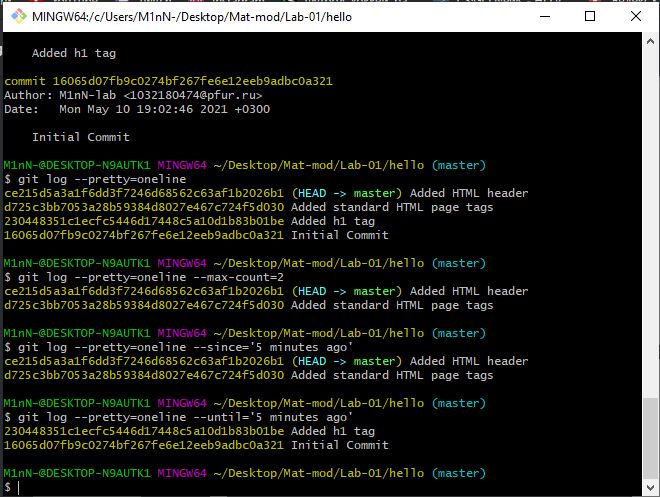 MINGW64:/c/Users/M1nN-/Desktop/Mat-mod/Lab-01/hello
Added h1 tag
commit 16065d07fb9c0274bf267fe6e12eeb9adbc0a321
Author: M1nN-lab <1032180474@pfur.ru>
Date:   Mon May 10 19:02:46 2021 +0300
Initial Commit
M1nN-@DESKTOP-N9AUTK1 MINGW64 ~/Desktop/Mat-mod/Lab-01/hello (master)
$ git log --pretty=oneline
ce215d5a3a1f6dd3f7246d68562c63af1b2026b1 (HEAD -> master) Added HTML header
d725c3bb7053a28b59384d8027e467c724f5d030 Added standard HTML page tags
230448351c1ecfc5446d17448c5a10d1b83b01be Added h1 tag
16065d07fb9c0274bf267fe6e12eeb9adbc0a321 Initial Commit
M1nN-@DESKTOP-N9AUTK1 MINGW64 ~/Desktop/Mat-mod/Lab-01/hello (master)
$ git log --pretty=oneline --max-count=2
ce215d5a3a1f6dd3f7246d68562c63af1b2026b1 (HEAD -> master) Added HTML header
d725c3bb7053a28b59384d8027e467c724f5d030 Added standard HTML page tags
M1nN-@DESKTOP-N9AUTK1 MINGW64 ~/Desktop/Mat-mod/Lab-01/hello (master)
$ git log --pretty=oneline --since='5 minutes ago'
ce215d5a3a1f6dd3f7246d68562c63af1b2026b1 (HEAD -> master) Added HTML header
d725c3bb7053a28b59384d8027e467c724f5d030 Added standard HTML page tags
M1nN-@DESKTOP-N9AUTK1 MINGW64 ~/Desktop/Mat-mod/Lab-01/hello (master)
$ git log --pretty=oneline --until='5 minutes ago'
230448351c1ecfc5446d17448c5a10d1b83b01be Added h1 tag
16065d07fb9c0274bf267fe6e12eeb9adbc0a321 Initial Commit
M1nN-@DESKTOP-N9AUTK1 MINGW64 ~/Desktop/Mat-mod/Lab-01/hello (master)
$